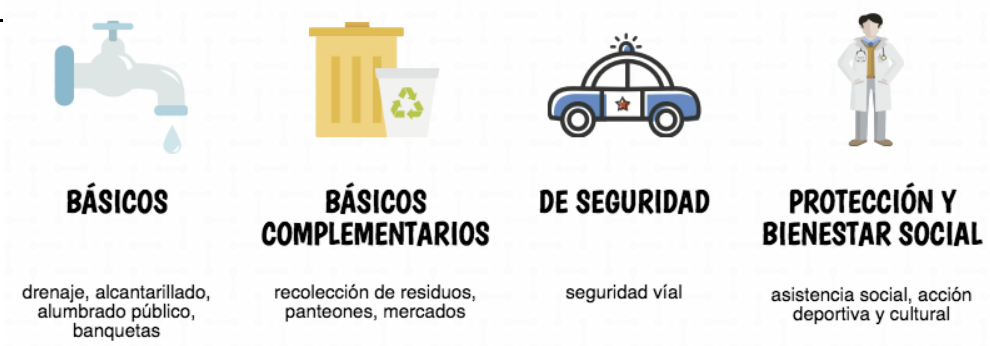 BÁSICOS
drenaje, alcantarillado,
alumbrado público,
banquetas
BÁSICOS
COMPLEMENTARIOS
recolección de residuos,
panteones, mercados
DE SEGURIDAD
seguridad víal
PROTECCIÓN Y
BIENESTAR SOCIAL
asistencia social, acción
deportiva y cultural